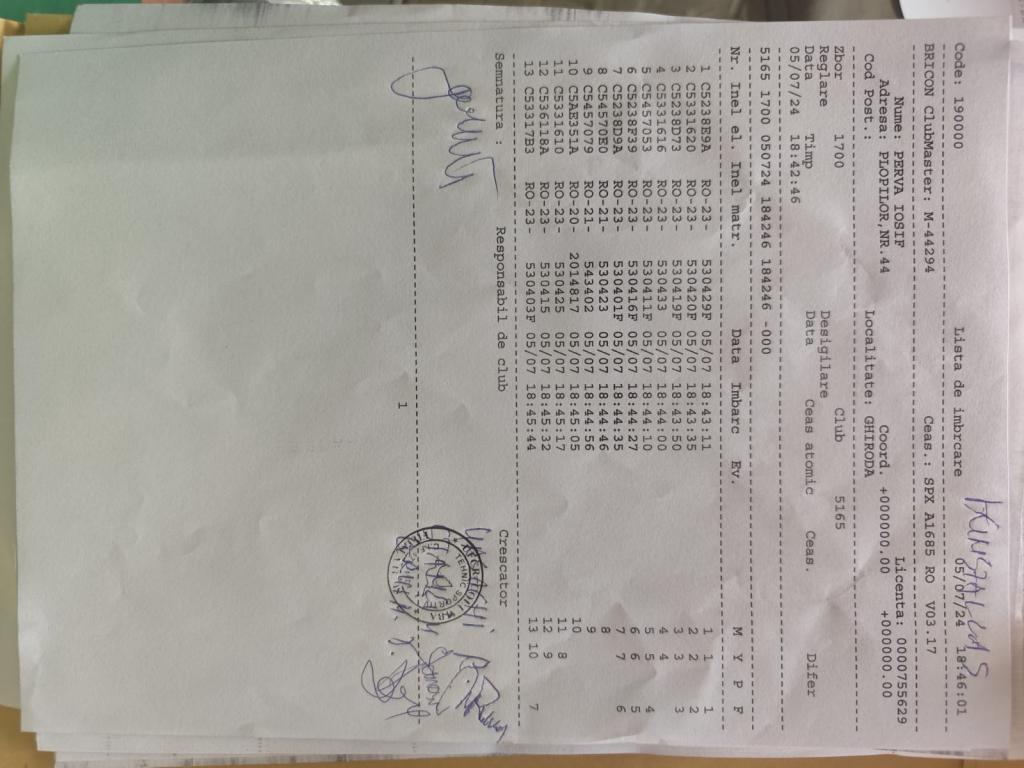 Code: 190000 Lista de imbrcare 05/07/24 18:46:01
BRICON ClubMaster: M-44294 Ceas.: SPX A1685 RO V03.17
Nume: PERVA IOSIF Licenta: 0000755629
Adresa: PLOPILOR,NR.44 Coord. +000000.00 +000000.00
Cod Post.: Localitate: GHIRODA
Zbor 1700 Club 5165
Reglare Desigilare
Data Timp Data Ceas atomic Ceas. Difer
05/07/24 18:42:46
5165 1700 050724 184246 184246 -000
Nr. Inel el. Inel matr. Data Imbarc Ev. M Y P F
1 C5238E9A RO-23- 530429F 05/07 18:43:11 1 1 1
2 C5331620 RO-23- 530420F 05/07 18:43:35 2 2 2
3 C5238D73 RO-23- 530419F 05/07 18:43:50 3 3 3
4 C5331616 RO-23- 530433 05/07 18:44:00 4 4
5 C5457053 RO-23- 530411F 05/07 18:44:10 5 5 4
6 C5238F39 RO-23- 530416F 05/07 18:44:27 6 6 5
7 C5238D9A RO-23- 530401F 05/07 18:44:35 7 7 6
8 C54570E0 RO-21- 530423 05/07 18:44:46 8
9 C5457079 RO-21- 543402 05/07 18:44:56 9
10 C5AE351A RO-20- 2014817 05/07 18:45:05 10
11 C5331610 RO-23- 530425 05/07 18:45:17 11 8
12 C536118A RO-23- 530415 05/07 18:45:32 12 9
13 C53317B3 RO-23- 530403F 05/07 18:45:44 13 10 7
Semnatura : Responsabil de club Crescator
1